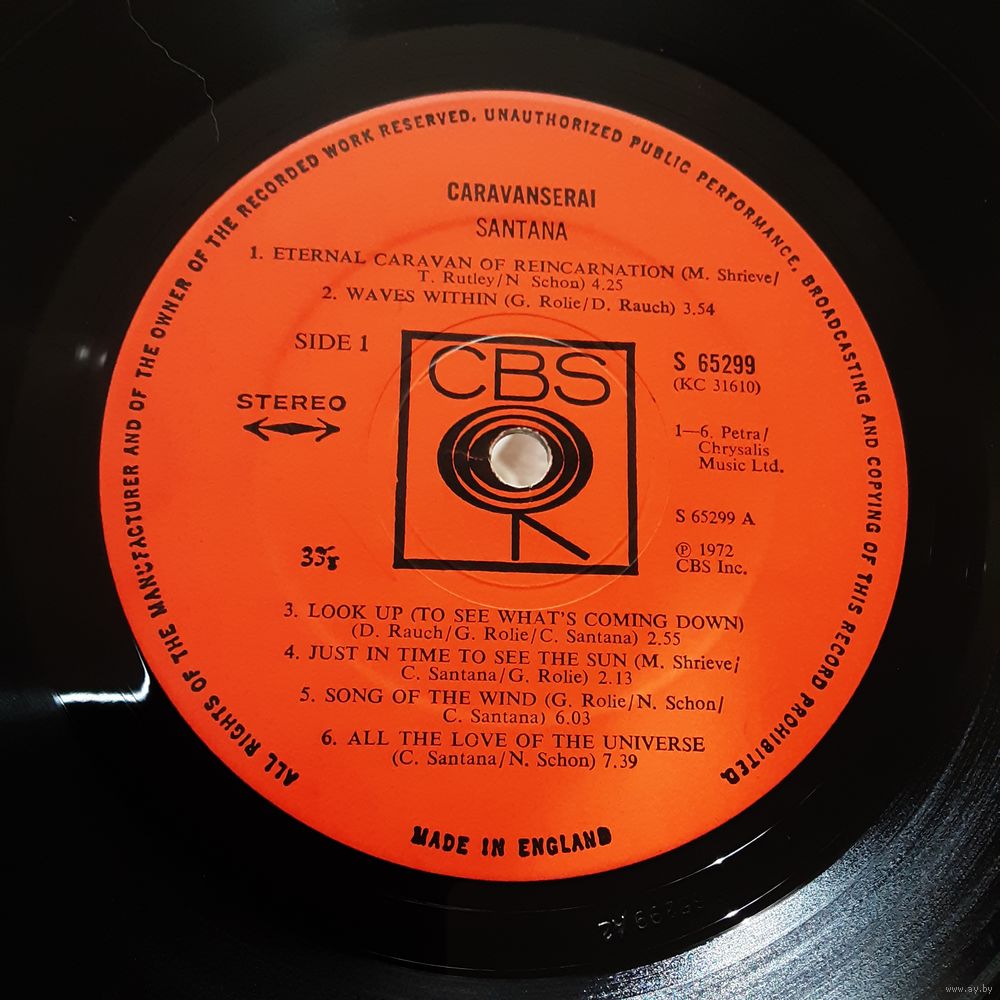 ALL RIGHTS OF THE MANUFACTURER AND OF THE OWNER OF THE RECORDED WORK RESERVED. UNAUTHORIZED PUBLIC PERFORMANCE, BROADCASTING AND COPYING OF THIS RECORD PROHIBITED.
CARAVANSERAI
SANTANA
1. ETERNAL CARAVAN OF REINCARNATION (M. Shrieve/
T. Rutley/N Schon) 4.25
2. WAVES WITHIN (G. Rolie/D. Rauch) 3.54
SIDE 1
STEREO
CBS
S 65299
(KC 31610)
1—6. Petra/
Chrysalis
Music Ltd.
S 65299 A
℗ 1972
CBS Inc.
33⅓
3. LOOK UP (TO SEE WHAT'S COMING DOWN)
(D. Rauch/G. Rolie/C. Santana) 2.55
4. JUST IN TIME TO SEE THE SUN (M. Shrieve/
C. Santana/G. Rolie) 2.13
5. SONG OF THE WIND (G. Rolie/N. Schon/
C. Santana) 6.03
6. ALL THE LOVE OF THE UNIVERSE
(C. Santana/N. Schon) 7.39
MADE IN ENGLAND
www.ay.by